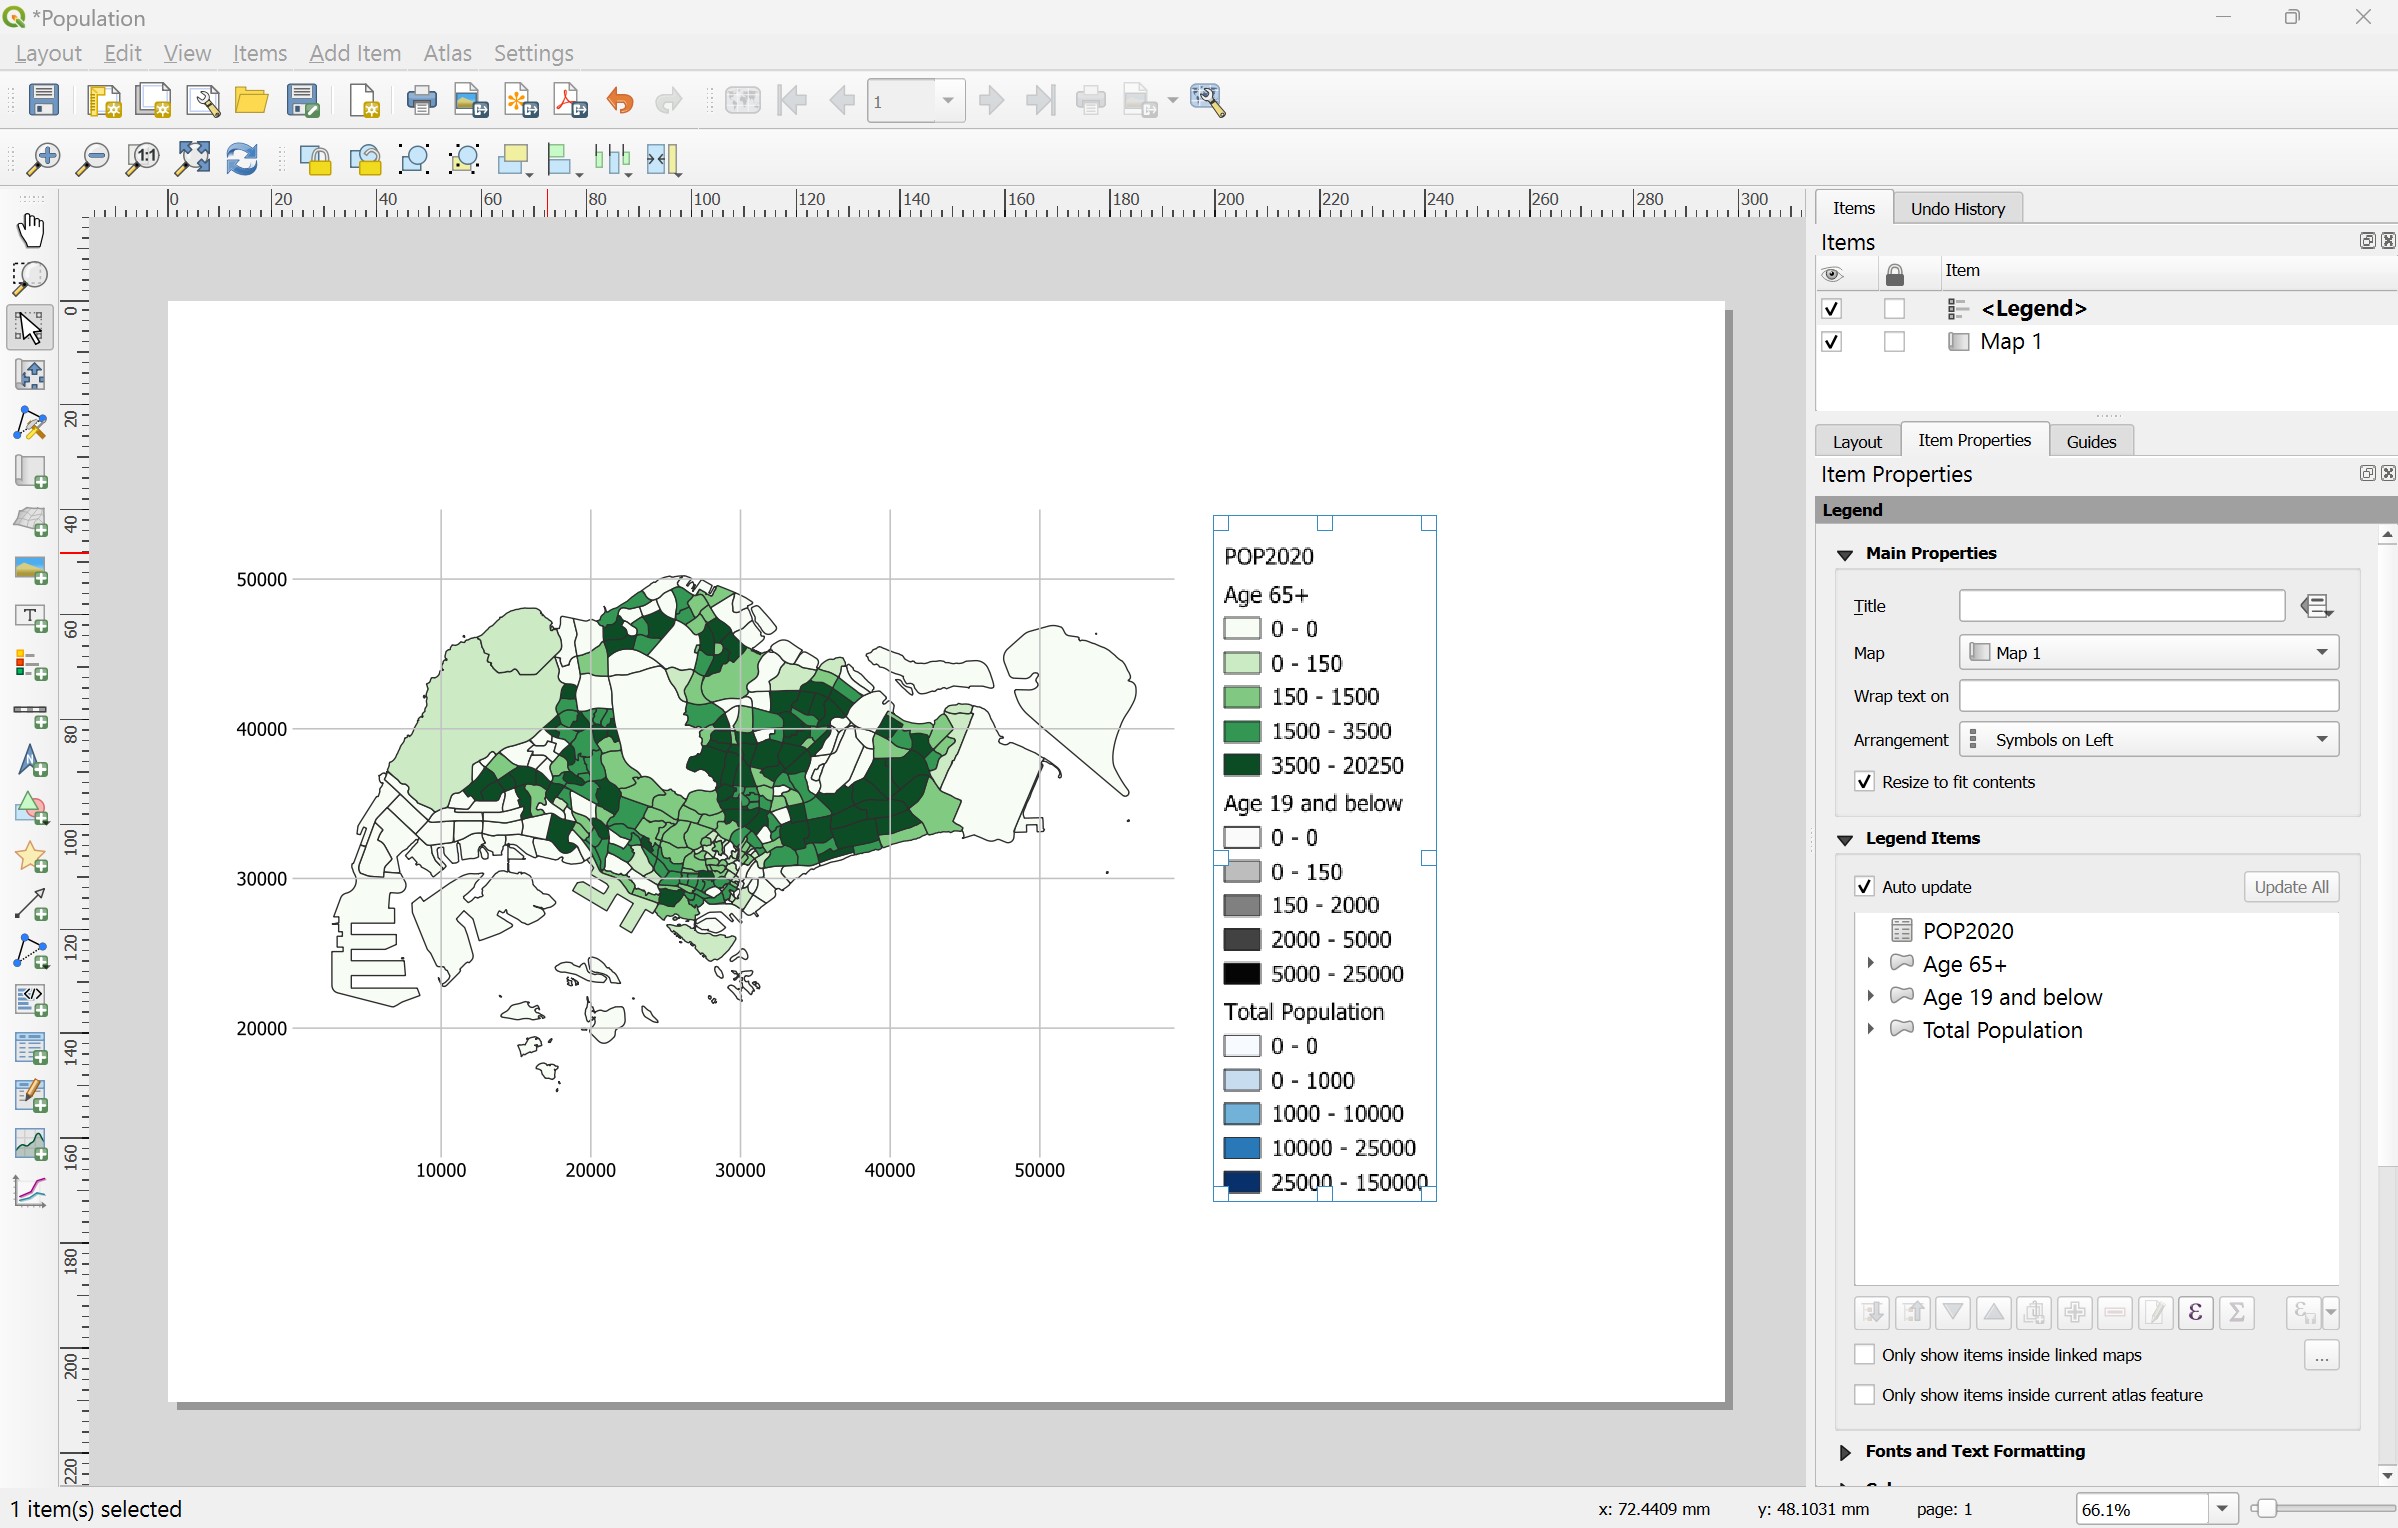 *Population
Layout Edit View Items Add Item Atlas Settings
1
1:1
0 20 40 60 80 100 120 140 160 180 200 220 240 260 280 300
0
20
40
60
80
100
120
140
160
180
200
220
50000
40000
30000
20000
10000 20000 30000 40000 50000
POP2020
Age 65+
0 - 0
0 - 150
150 - 1500
1500 - 3500
3500 - 20250
Age 19 and below
0 - 0
0 - 150
150 - 2000
2000 - 5000
5000 - 25000
Total Population
0 - 0
0 - 1000
1000 - 10000
10000 - 25000
25000 - 150000
Items Undo History
Items
Item
<Legend>
Map 1
Layout Item Properties Guides
Item Properties
Legend
Main Properties
Title
Map Map 1
Wrap text on
Arrangement Symbols on Left
Resize to fit contents
Legend Items
Auto update Update All
POP2020
Age 65+
Age 19 and below
Total Population
ε Σ ε
Only show items inside linked maps ...
Only show items inside current atlas feature
Fonts and Text Formatting
1 item(s) selected
x: 72.4409 mm y: 48.1031 mm page: 1 66.1%